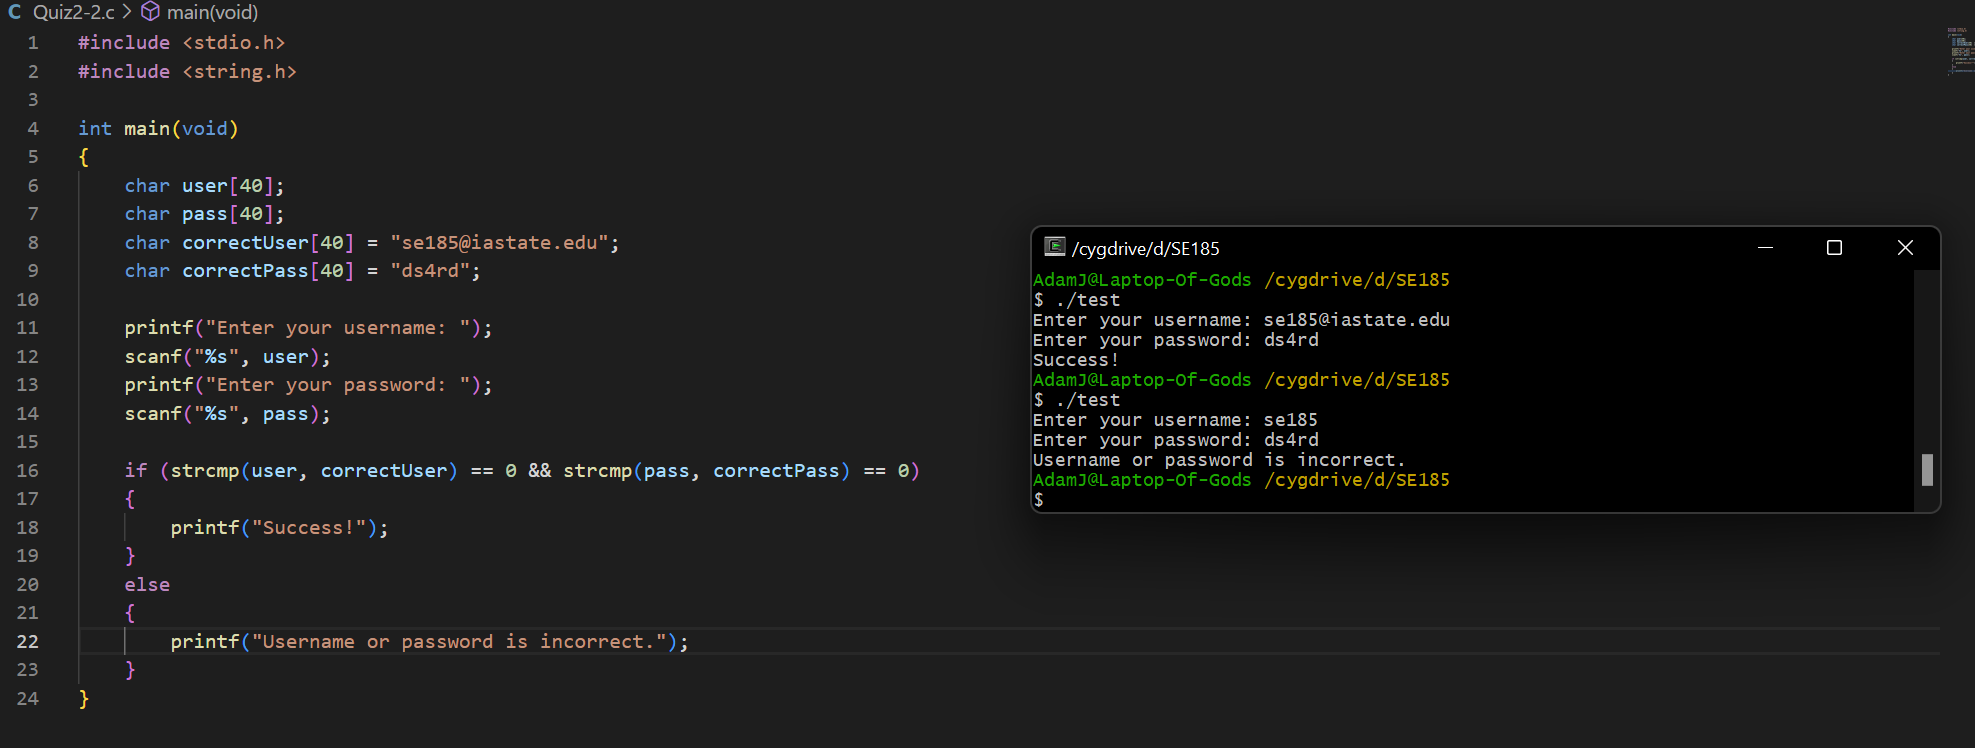 C Quiz2-2.c > main(void)
1 #include <stdio.h>
2 #include <string.h>
3
4 int main(void)
5 {
6     char user[40];
7     char pass[40];
8     char correctUser[40] = "se185@iastate.edu";
9     char correctPass[40] = "ds4rd";
10
11     printf("Enter your username: ");
12     scanf("%s", user);
13     printf("Enter your password: ");
14     scanf("%s", pass);
15
16     if (strcmp(user, correctUser) == 0 && strcmp(pass, correctPass) == 0)
17     {
18         printf("Success!");
19     }
20     else
21     {
22         printf("Username or password is incorrect.");
23     }
24 }
/cygdrive/d/SE185
AdamJ@Laptop-Of-Gods /cygdrive/d/SE185
$ ./test
Enter your username: se185@iastate.edu
Enter your password: ds4rd
Success!
AdamJ@Laptop-Of-Gods /cygdrive/d/SE185
$ ./test
Enter your username: se185
Enter your password: ds4rd
Username or password is incorrect.
AdamJ@Laptop-Of-Gods /cygdrive/d/SE185
$